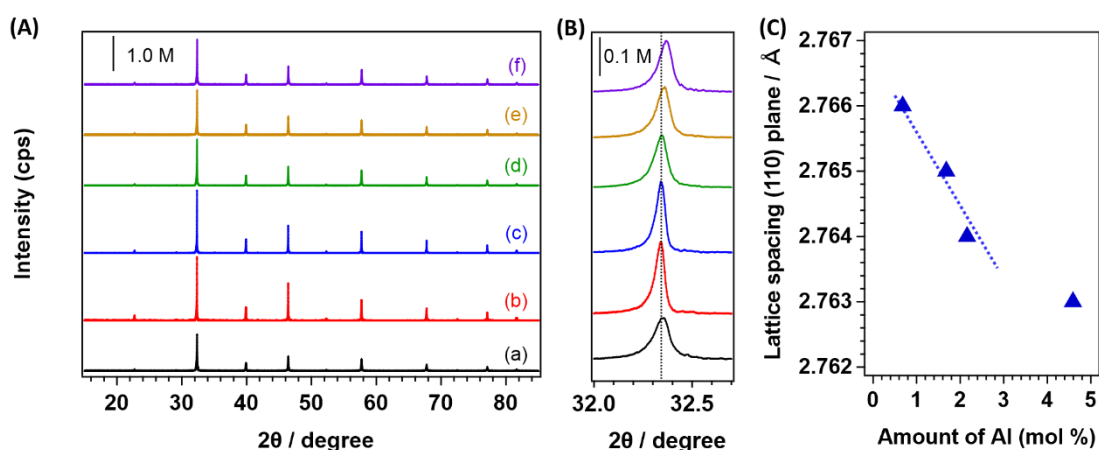 (A)
1.0 M
(f)
(e)
(d)
(c)
(b)
(a)
Intensity (cps)
20 30 40 50 60 70 80
2θ / degree
(B)
0.1 M
32.0 32.5
2θ / degree
(C)
2.767
2.766
2.765
2.764
2.763
2.762
Lattice spacing (110) plane / Å
0 1 2 3 4 5
Amount of Al (mol %)